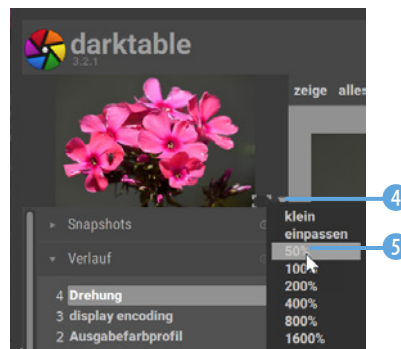 darktable
3.2.1
zeige alles
4
klein
einpassen
50%
5
100%
200%
400%
800%
1600%
Snapshots
Verlauf
4 Drehung
3 display encoding
2 Ausgabefarbprofil